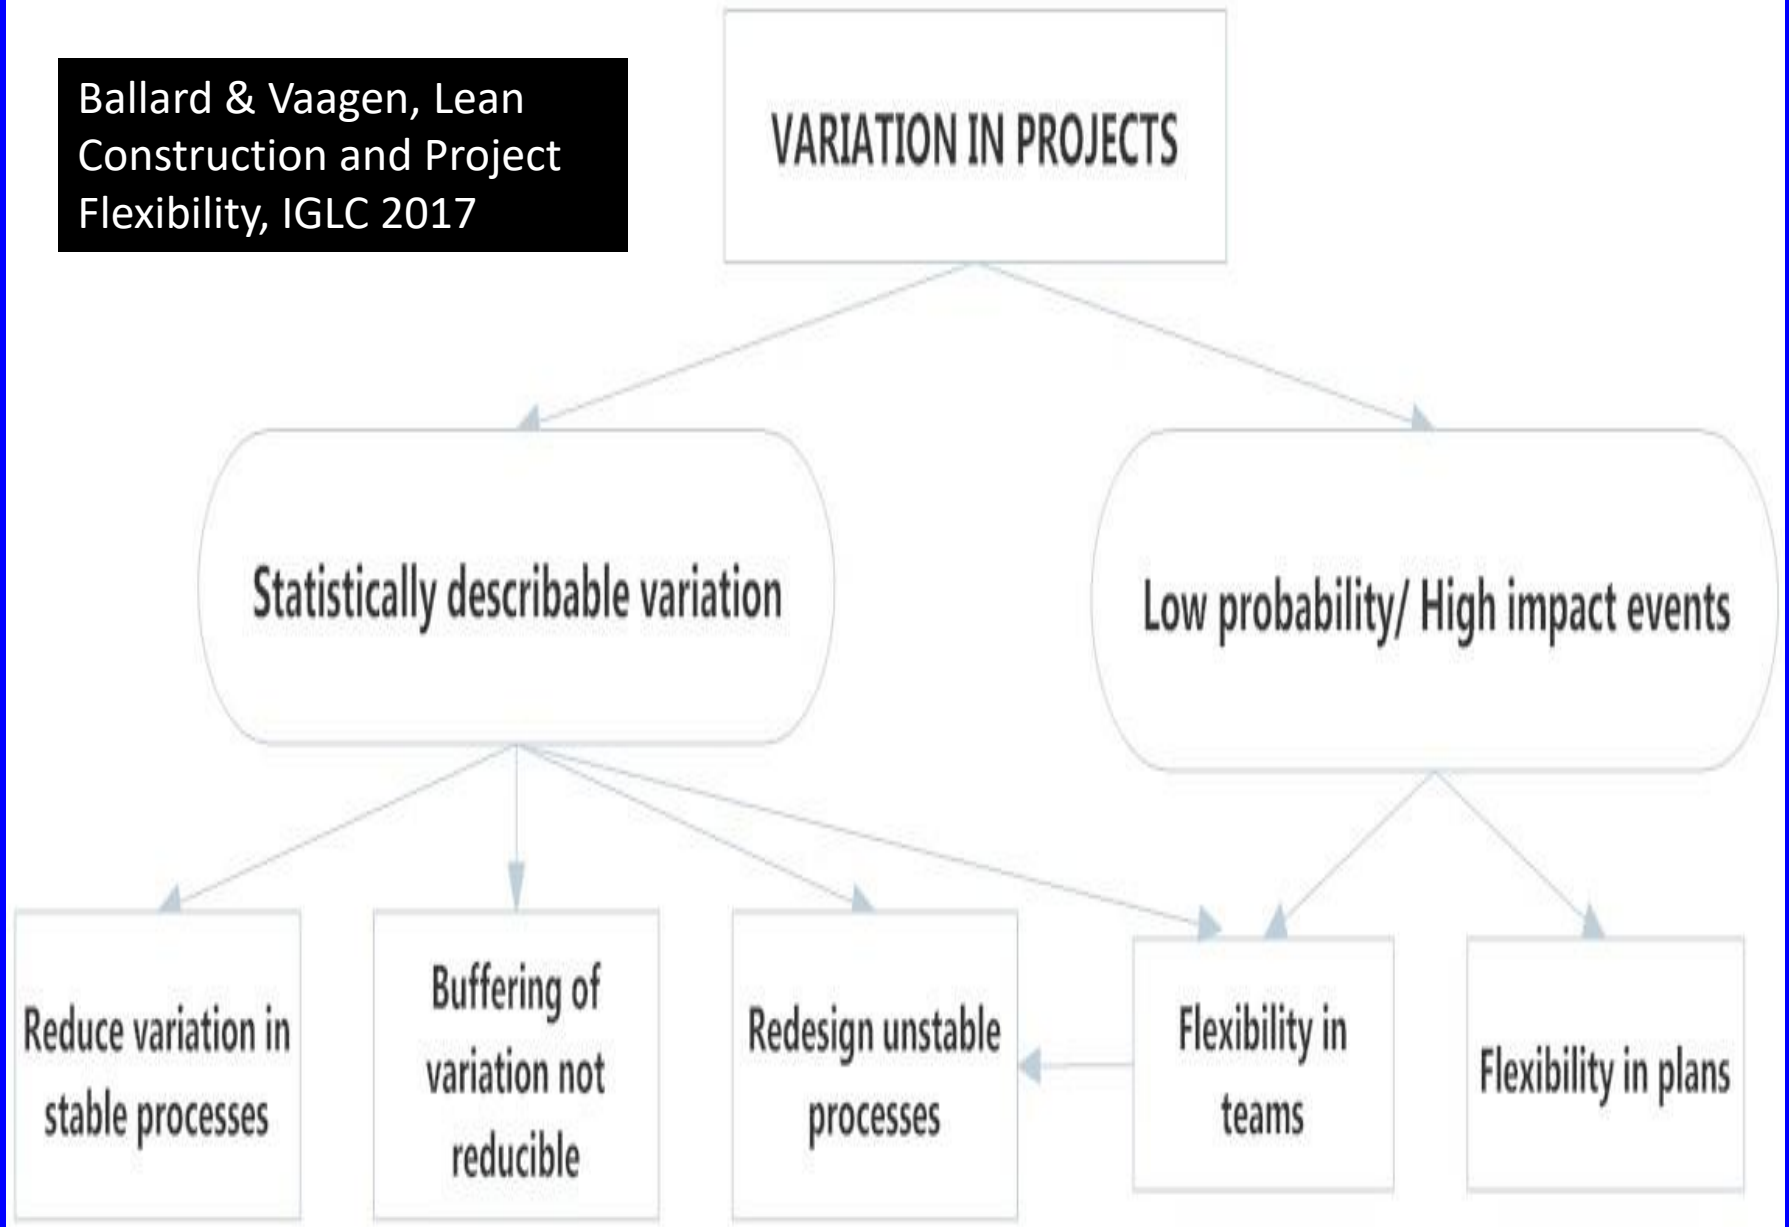 Ballard & Vaagen, Lean
Construction and Project
Flexibility, IGLC 2017
VARIATION IN PROJECTS
Statistically describable variation
Low probability/ High impact events
Reduce variation in
stable processes
Buffering of
variation not
reducible
Redesign unstable
processes
Flexibility in
teams
Flexibility in plans